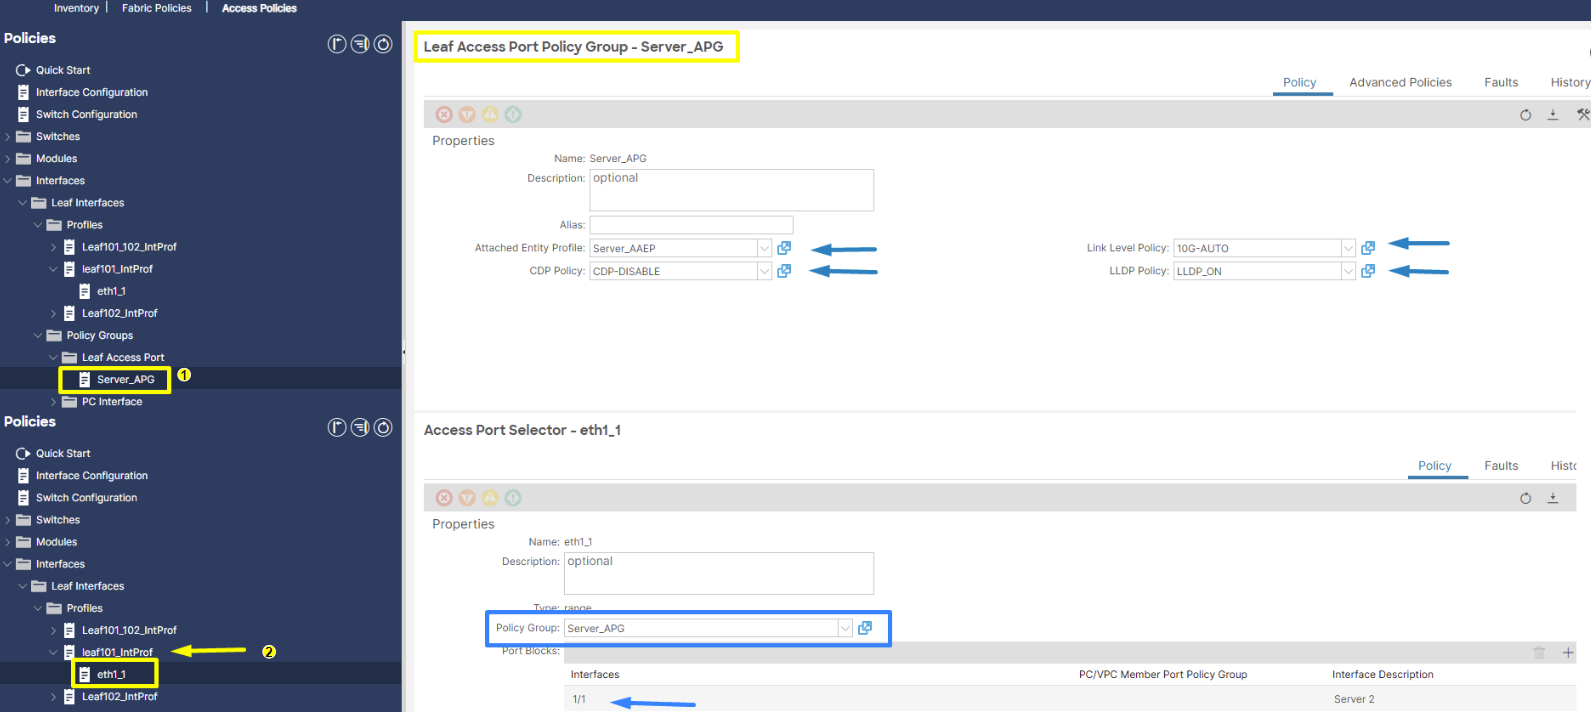 Inventory | Fabric Policies | Access Policies
Policies
Quick Start
Interface Configuration
Switch Configuration
Switches
Modules
Interfaces
Leaf Interfaces
Profiles
Leaf101_102_IntProf
leaf101_IntProf
eth1_1
Leaf102_IntProf
Policy Groups
Leaf Access Port
Server_APG 1
PC Interface
Leaf Access Port Policy Group - Server_APG
Policy Advanced Policies Faults History
Properties
Name: Server_APG
Description: optional
Alias:
Attached Entity Profile: Server_AAEP
Link Level Policy: 10G-AUTO
CDP Policy: CDP-DISABLE
LLDP Policy: LLDP_ON
Policies
Quick Start
Interface Configuration
Switch Configuration
Switches
Modules
Interfaces
Leaf Interfaces
Profiles
Leaf101_102_IntProf
leaf101_IntProf 2
eth1_1
Leaf102_IntProf
Access Port Selector - eth1_1
Policy Faults Histo
Properties
Name: eth1_1
Description: optional
Type: range
Policy Group: Server_APG
Port Blocks:
Interfaces PC/VPC Member Port Policy Group Interface Description
1/1 Server 2